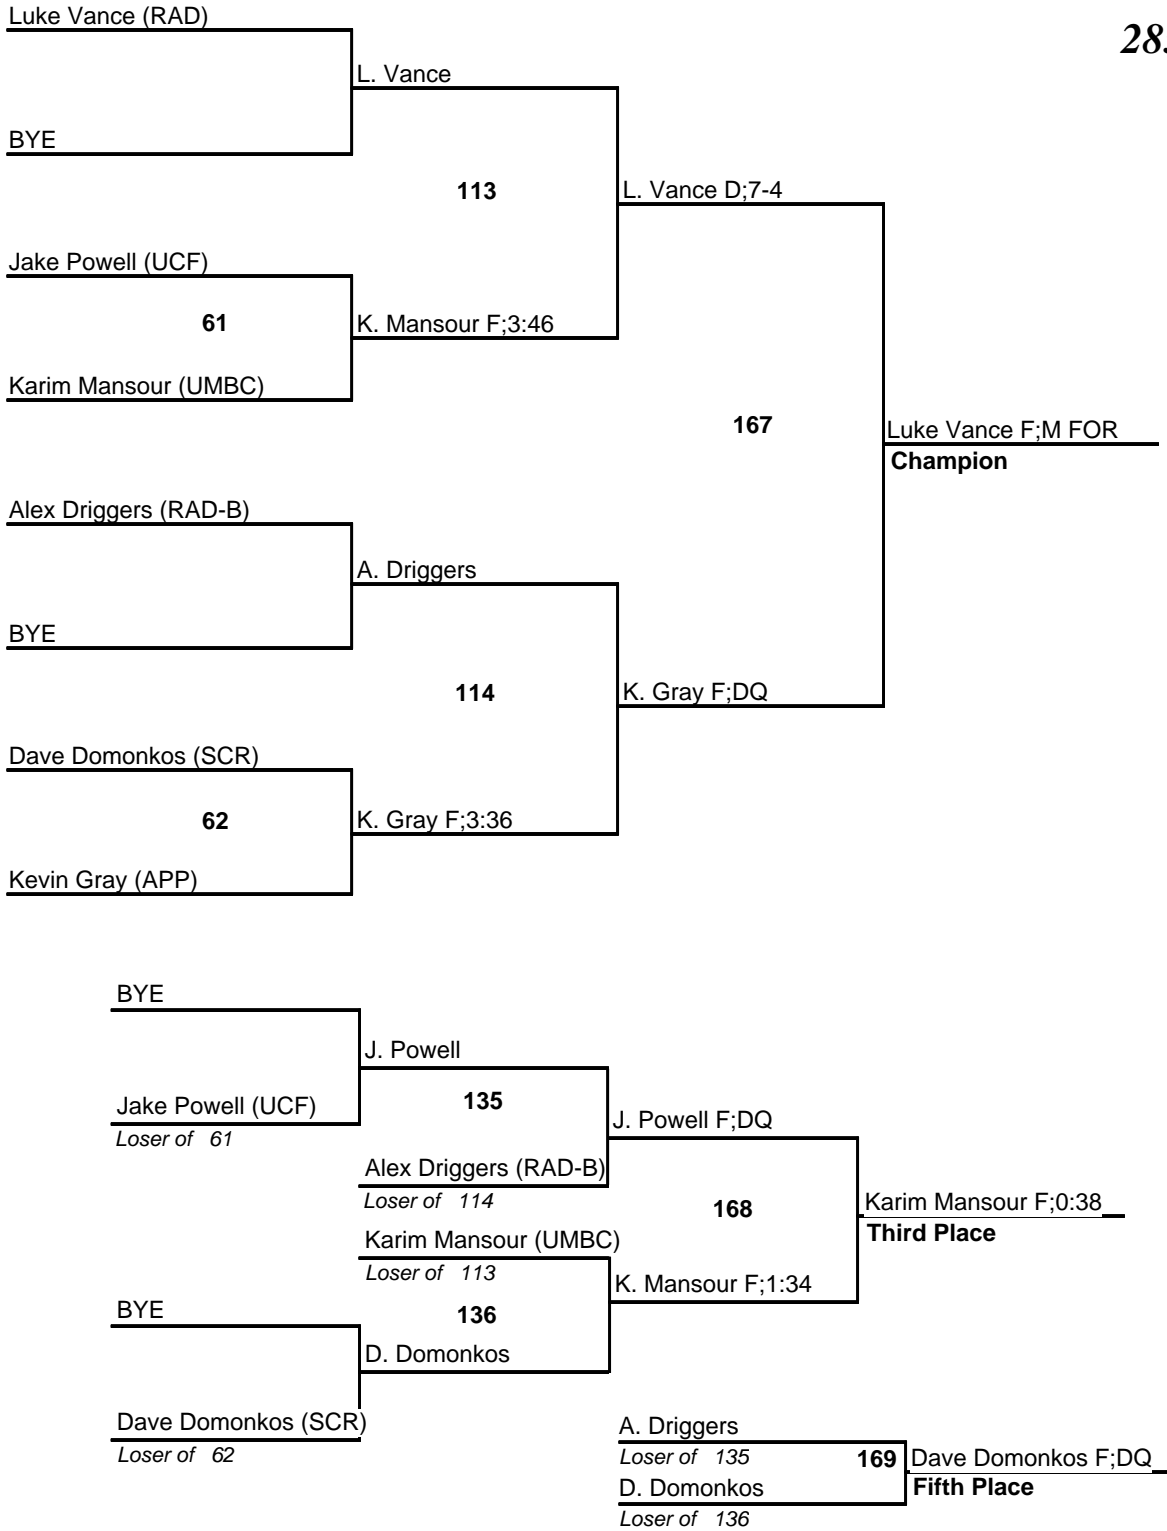 Luke Vance (RAD)
28.
L. Vance
BYE
113
L. Vance D;7-4
Jake Powell (UCF)
61
K. Mansour F;3:46
Karim Mansour (UMBC)
167
Luke Vance F;M FOR
Champion
Alex Driggers (RAD-B)
A. Driggers
BYE
114
K. Gray F;DQ
Dave Domonkos (SCR)
62
K. Gray F;3:36
Kevin Gray (APP)
BYE
J. Powell
Jake Powell (UCF)
Loser of 61
135
J. Powell F;DQ
Alex Driggers (RAD-B)
Loser of 114
168
Karim Mansour F;0:38
Third Place
Karim Mansour (UMBC)
Loser of 113
K. Mansour F;1:34
BYE
136
D. Domonkos
Dave Domonkos (SCR)
Loser of 62
A. Driggers
Loser of 135
169
Dave Domonkos F;DQ
Fifth Place
D. Domonkos
Loser of 136